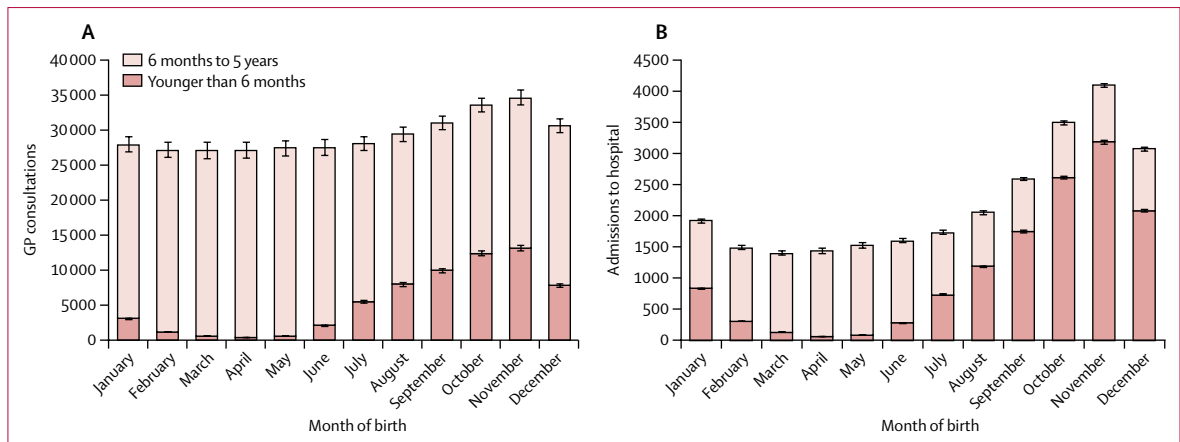 A
40 000
35 000
30 000
25 000
20 000
15 000
10 000
5000
0
GP consultations
6 months to 5 years
Younger than 6 months
January
February
March
April
May
June
July
August
September
October
November
December
Month of birth
B
4500
4000
3500
3000
2500
2000
1500
1000
500
0
Admissions to hospital
January
February
March
April
May
June
July
August
September
October
November
December
Month of birth